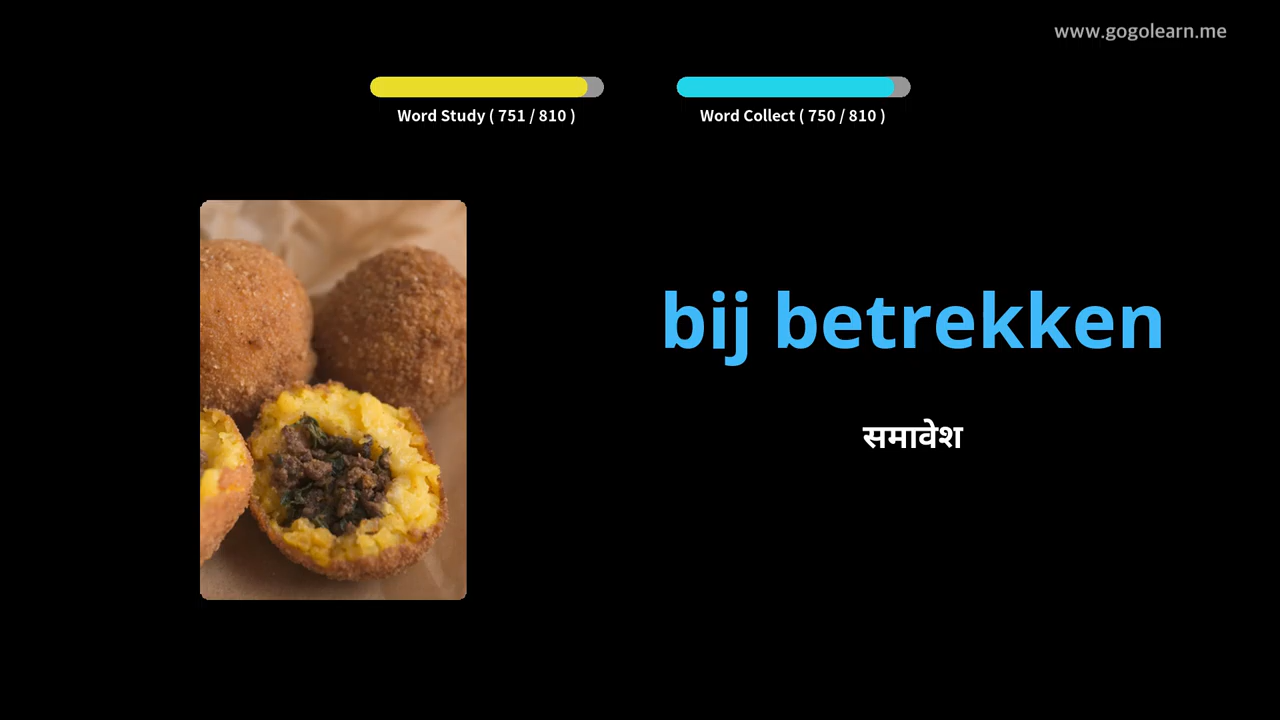 www.gogolearn.me
Word Study ( 751 / 810 )
Word Collect ( 750 / 810 )
bij betrekken
समावेश